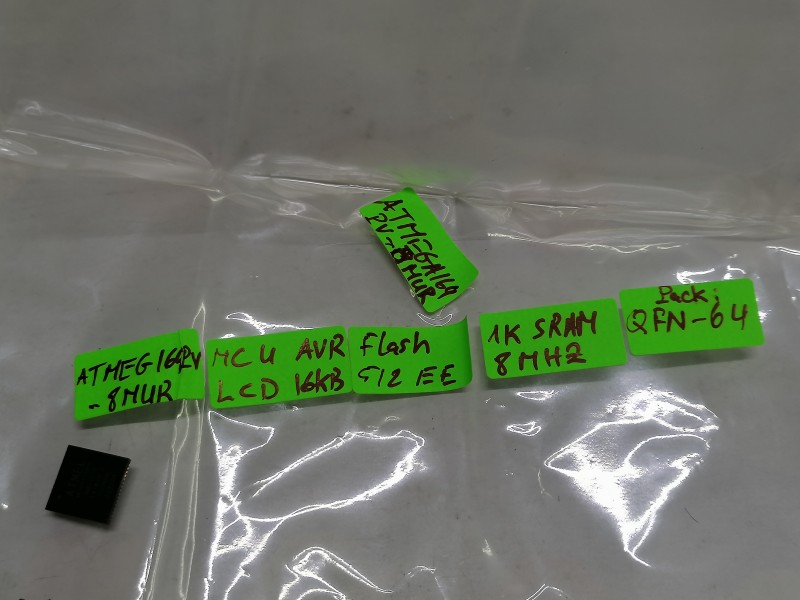 ATMEGA169
PV-8MUR
ATMEG169PV
-8MUR
MCU AVR
LCD 16KB
Flash
512 EE
1K SRAM
8MHZ
Pack:
QFN-64